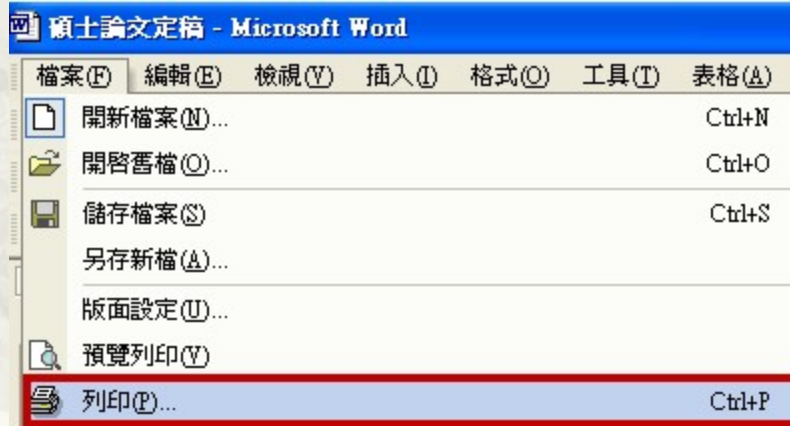 碩士論文定稿 - Microsoft Word
檔案(F) 編輯(E) 檢視(V) 插入(I) 格式(O) 工具(T) 表格(A)
開新檔案(N)... Ctrl+N
開啓舊檔(O)... Ctrl+O
儲存檔案(S) Ctrl+S
另存新檔(A)...
版面設定(U)...
預覽列印(V)
列印(P)... Ctrl+P